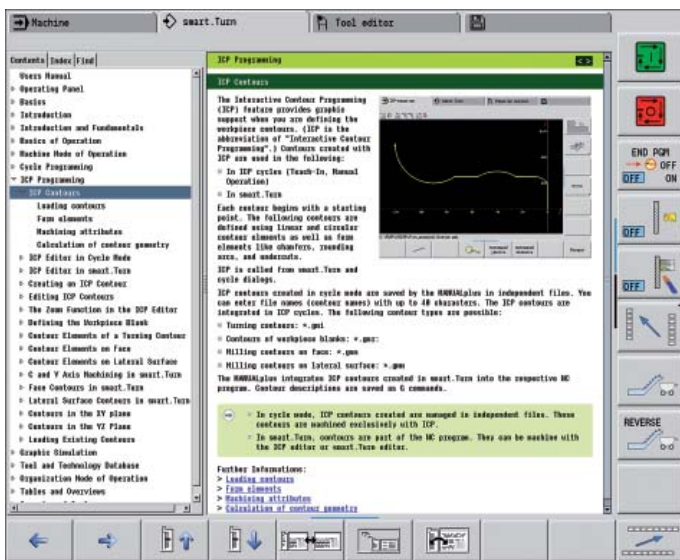 Machine
smart.Turn
Tool editor
Contents Index Find
Users Manual
Operating Panel
Basics
Introduction
Introduction and Fundamentals
Basics of Operation
Machine Mode of Operation
Cycle Programming
ICP Programming
ICP Contours
Loading contours
Form elements
Machining attributes
Calculation of contour geometry
ICP Editor in Cycle Mode
ICP Editor in smart.Turn
Creating an ICP Contour
Editing ICP Contours
The Zoom Function in the ICP Editor
Defining the Workpiece Blank
Contour Elements of a Turning Contour
Contour Elements on Face
Contour Elements on Lateral Surface
C and Y Axis Machining in smart.Turn
Face Contours in smart.Turn
Lateral Surface Contours in smart.Turn
Contours in the XY plane
Contours in the YZ Plane
Loading Existing Contours
Graphic Simulation
Tool and Technology Database
Organization Mode of Operation
Tables and Overviews
ICP Programming
ICP Contours
The Interactive Contour Programming
(ICP) feature provides graphic
support when you are defining the
workpiece contours. (ICP is the
abbreviation of "Interactive Contour
Programming".) Contours created with
ICP are used in the following:
In ICP cycles (Teach-In, Manual
Operation)
In smart.Turn
Each contour begins with a starting
point. The following contours are
defined using linear and circular
contour elements as well as form
elements like chamfers, rounding
arcs, and undercuts.
ICP is called from smart.Turn and
cycle dialogs.
ICP contours created in cycle mode are saved by the MANUALplus in independent files. You
can enter file names (contour names) with up to 40 characters. The ICP contours are
integrated in ICP cycles. The following contour types are possible:
Turning contours: *.gmi
Contours of workpiece blanks: *.gmr
Milling contours on face: *.gms
Milling contours on lateral surface: *.gmm
The MANUALplus integrates ICP contours created in smart.Turn into the respective NC
program. Contour descriptions are saved as G commands.
In cycle mode, ICP contours created are managed in independent files. These
contours are machined exclusively with ICP.
In smart.Turn, contours are part of the NC program. They can be machine with
the ICP editor or smart.Turn editor.
Further Informations:
> Loading contours
> Form elements
> Machining attributes
> Calculation of contour geometry
END PGM
OFF
OFF ON
OFF
OFF
REVERSE